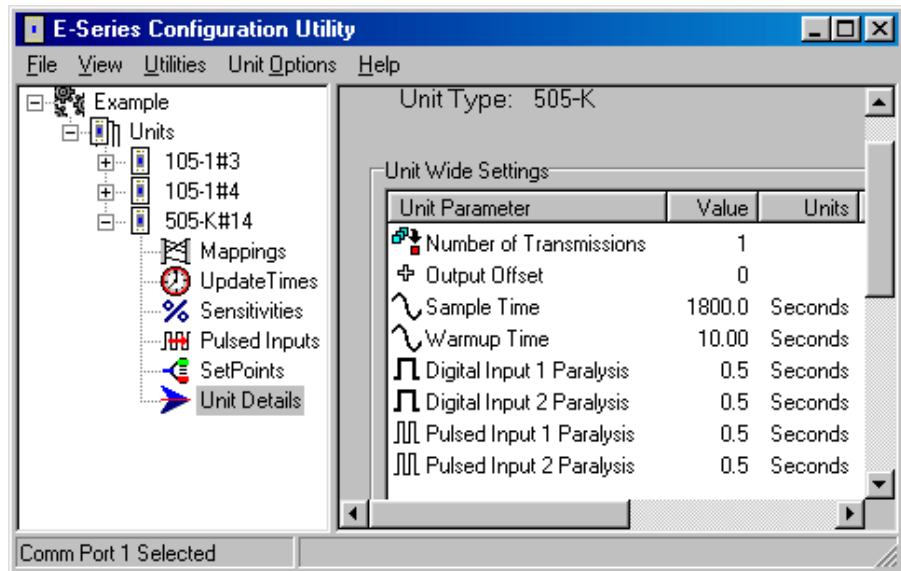 E-Series Configuration Utility
File View Utilities Unit Options Help
Example
Units
105-1#3
105-1#4
505-K#14
Mappings
UpdateTimes
Sensitivities
Pulsed Inputs
SetPoints
Unit Details
Unit Type: 505-K
Unit Wide Settings
Unit Parameter Value Units
Number of Transmissions 1
Output Offset 0
Sample Time 1800.0 Seconds
Warmup Time 10.00 Seconds
Digital Input 1 Paralysis 0.5 Seconds
Digital Input 2 Paralysis 0.5 Seconds
Pulsed Input 1 Paralysis 0.5 Seconds
Pulsed Input 2 Paralysis 0.5 Seconds
Comm Port 1 Selected